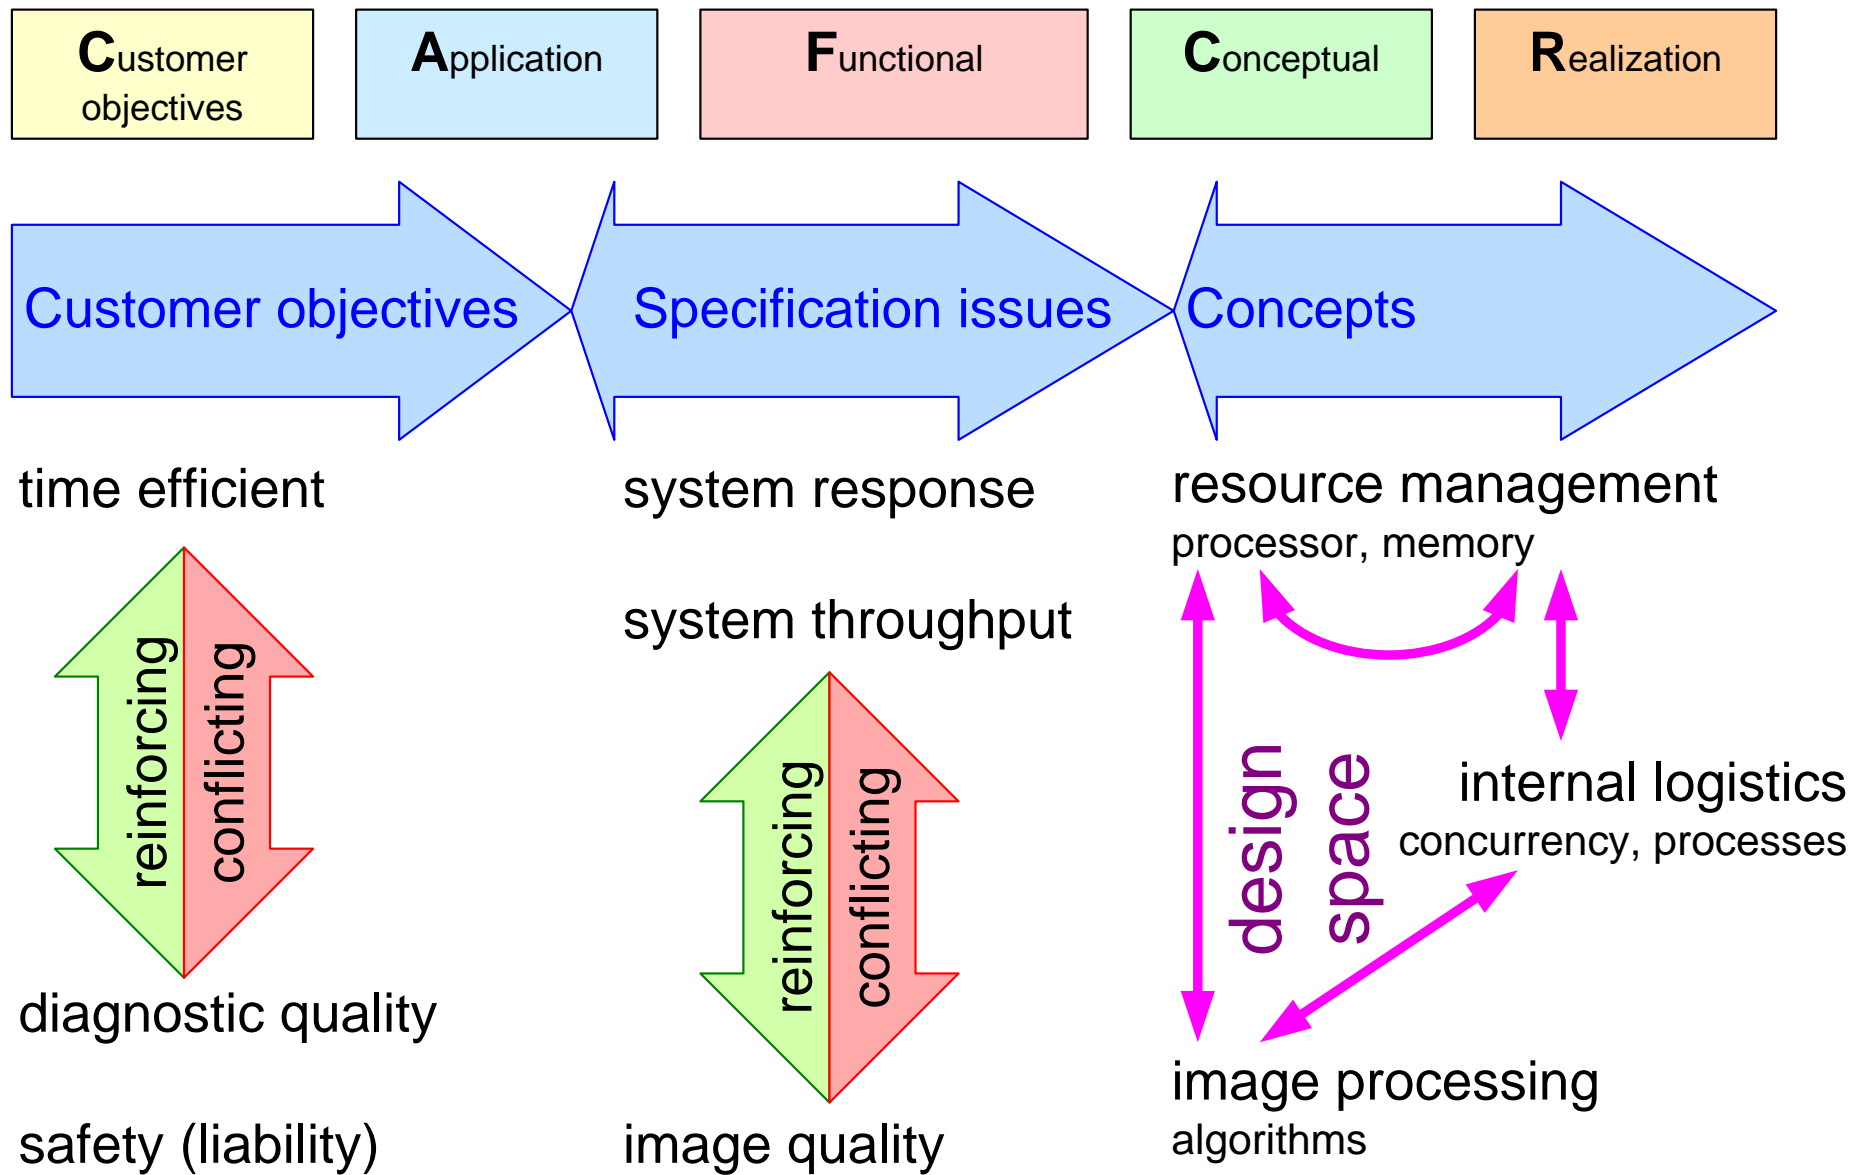 Customer
objectives
Application
Functional
Conceptual
Realization
Customer objectives
Specification issues
Concepts
time efficient
reinforcing
conflicting
diagnostic quality
safety (liability)
system response
system throughput
reinforcing
conflicting
image quality
resource management
processor, memory
design
space
internal logistics
concurrency, processes
image processing
algorithms